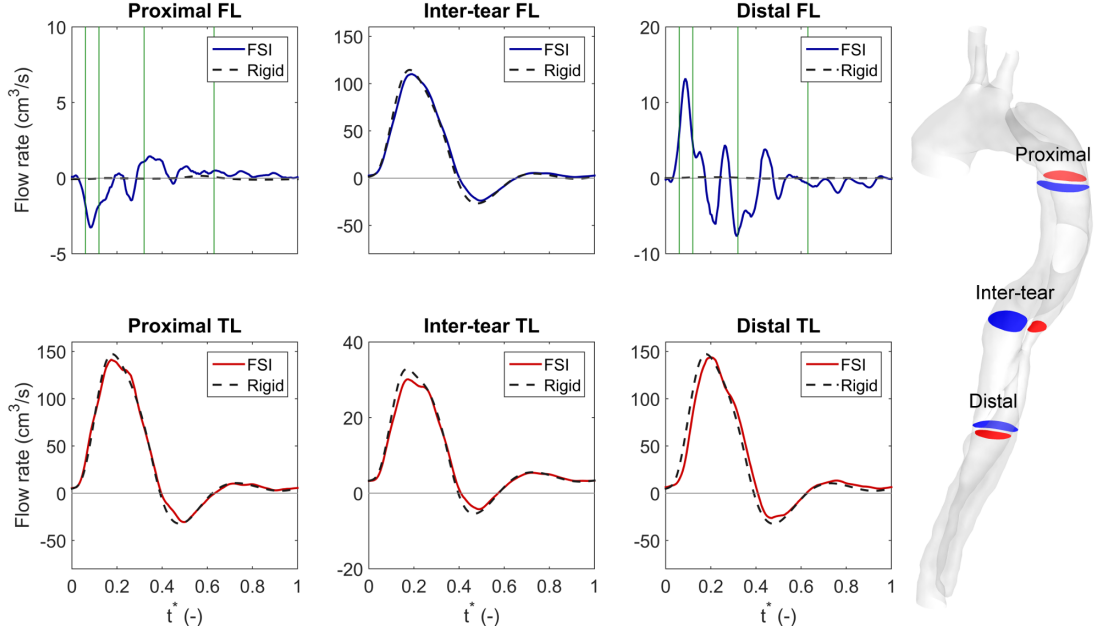 Proximal FL
Inter-tear FL
Distal FL
10
5
0
-5
Flow rate (cm3/s)
FSI
Rigid
150
100
50
0
-50
FSI
Rigid
20
10
0
-10
FSI
Rigid
Proximal
Inter-tear
Distal
Proximal TL
Inter-tear TL
Distal TL
150
100
50
0
-50
Flow rate (cm3/s)
FSI
Rigid
0 0.2 0.4 0.6 0.8 1
t* (-)
40
20
0
-20
FSI
Rigid
0 0.2 0.4 0.6 0.8 1
t* (-)
150
100
50
0
-50
FSI
Rigid
0 0.2 0.4 0.6 0.8 1
t* (-)